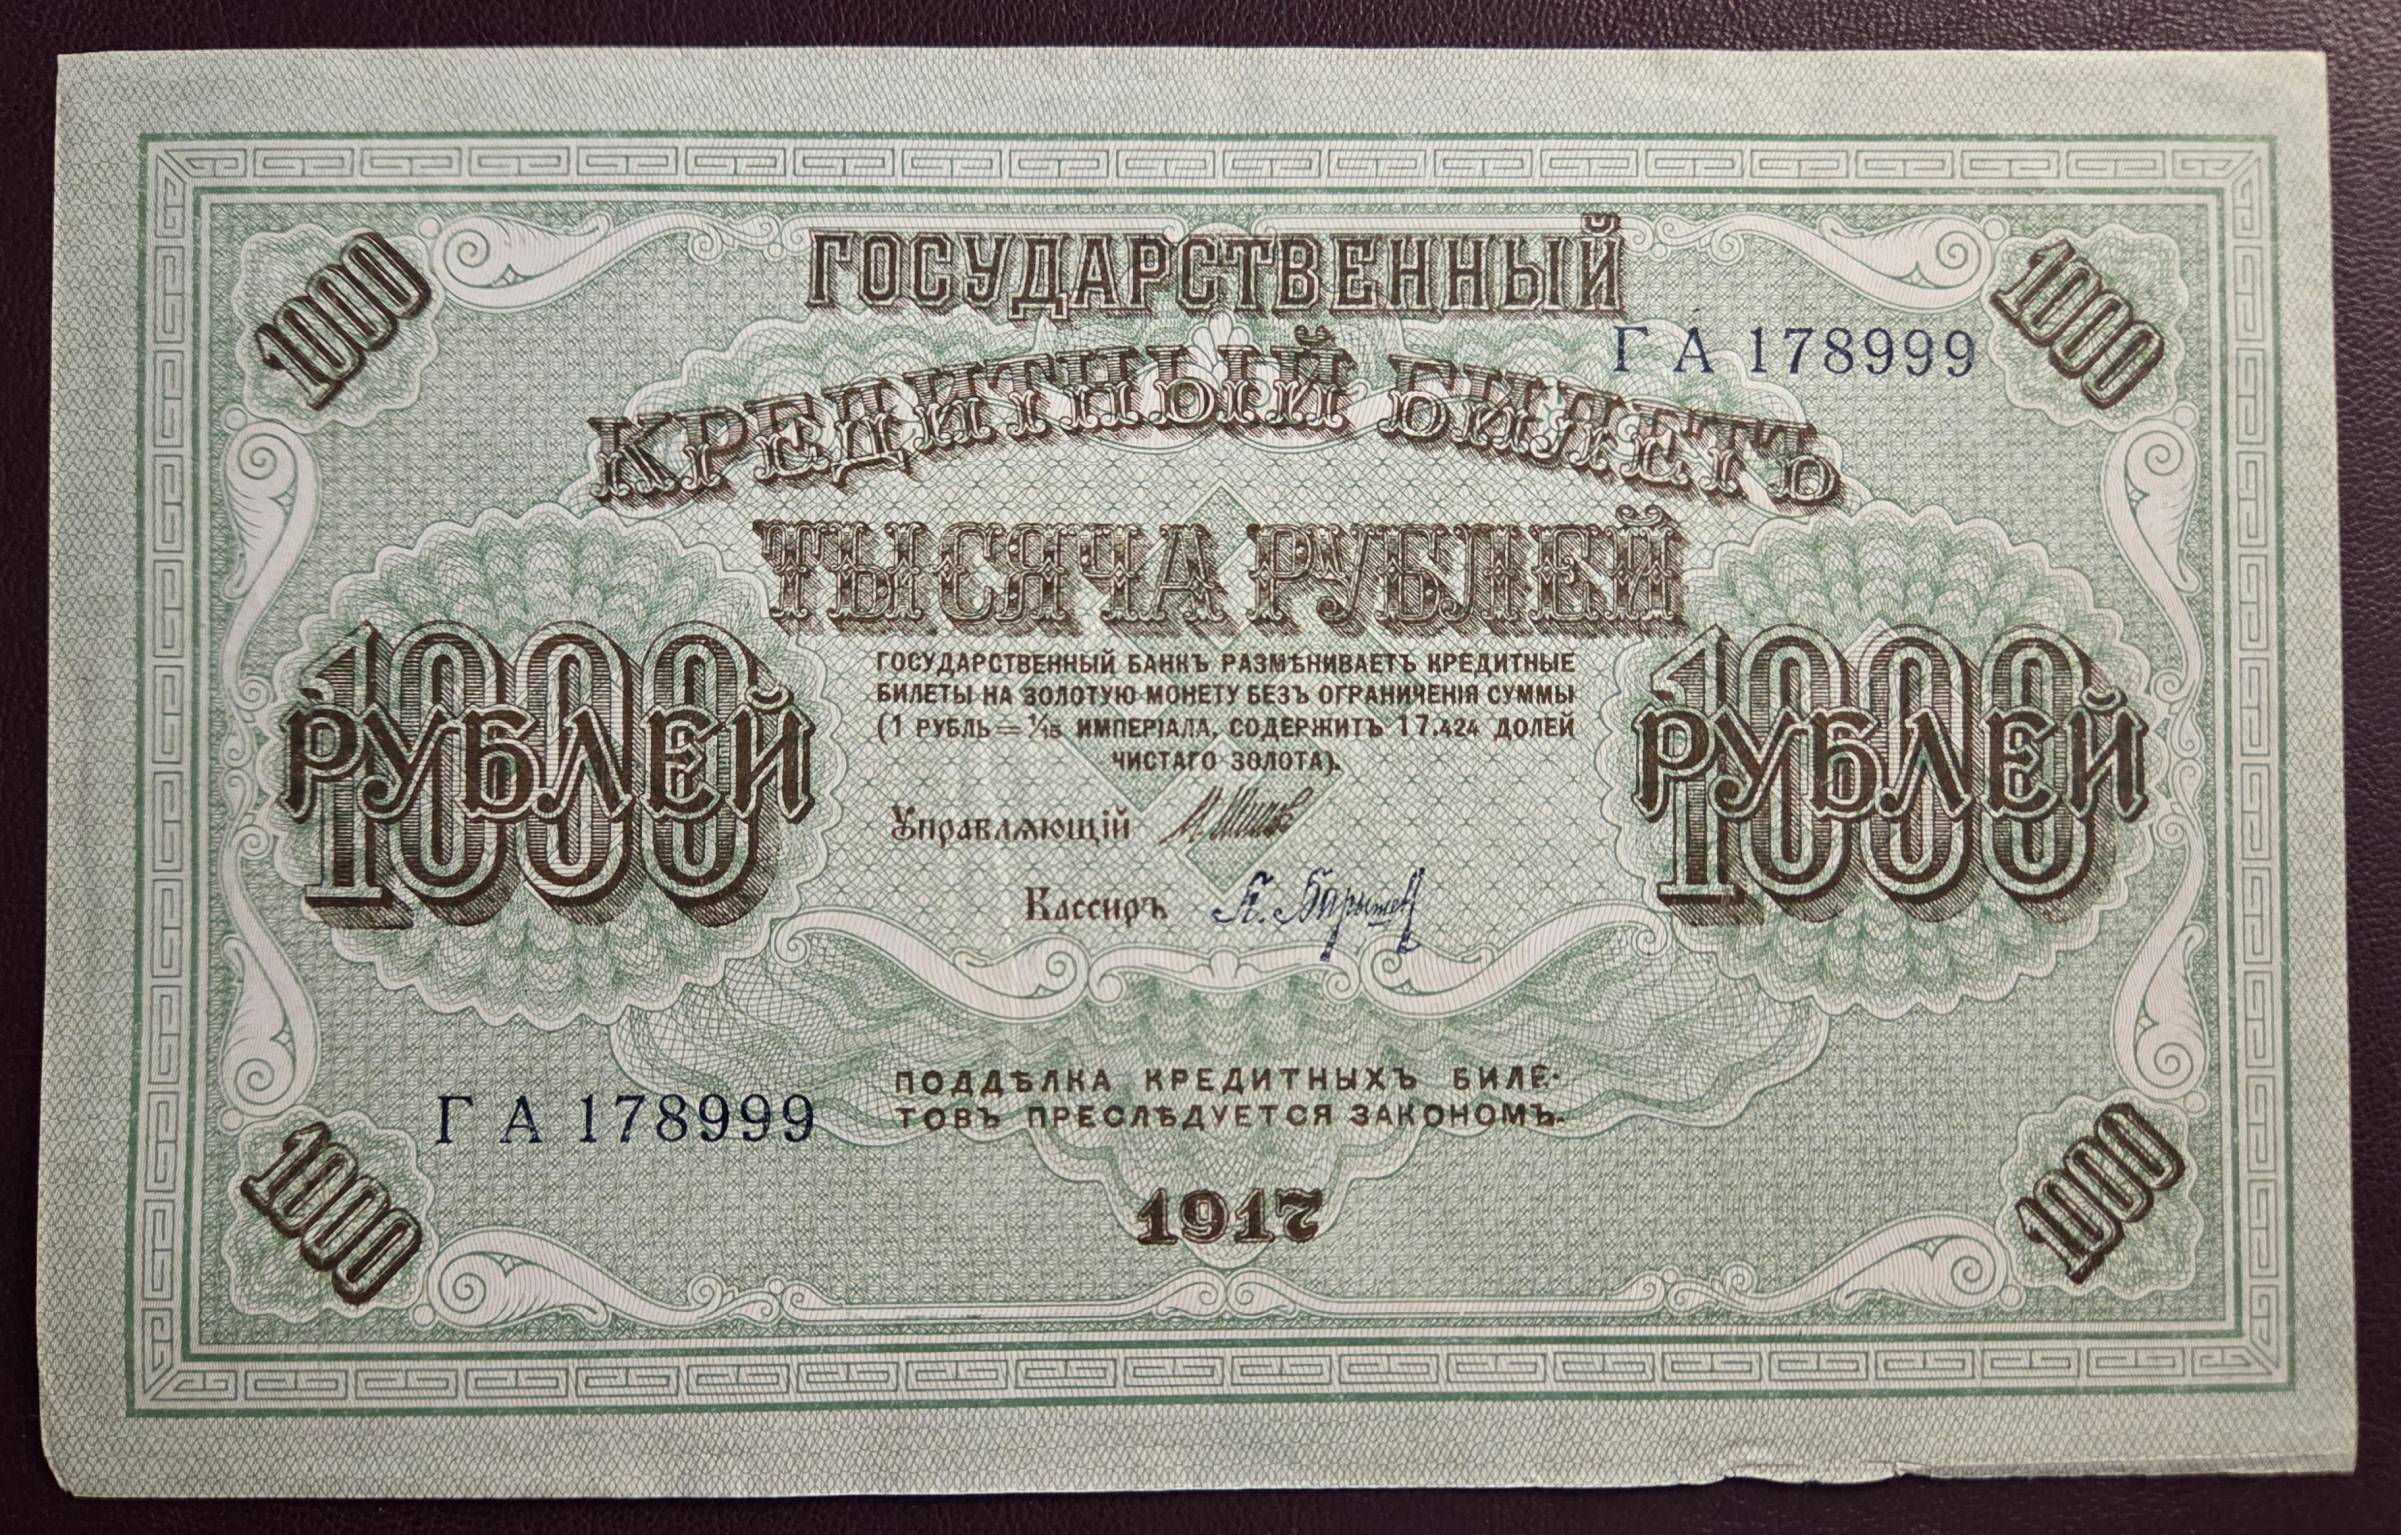 1000
1000
ГОСУДАРСТВЕННЫЙ
ГА 178999
КРЕДИТНЫЙ БИЛЕТЪ
ТЫСЯЧА РУБЛЕЙ
1000
РУБЛЕЙ
1000
РУБЛЕЙ
ГОСУДАРСТВЕННЫЙ БАНКЪ РАЗМѢНИВАЕТЪ КРЕДИТНЫЕ
БИЛЕТЫ НА ЗОЛОТУЮ МОНЕТУ БЕЗЪ ОГРАНИЧЕНІЯ СУММЫ
(1 РУБЛЬ = 1/15 ИМПЕРІАЛА, СОДЕРЖИТЪ 17.424 ДОЛЕЙ
ЧИСТАГО ЗОЛОТА).
Управляющій И. Шипов
Кассиръ П. Барышев
ПОДДѢЛКА КРЕДИТНЫХЪ БИЛЕ-
ТОВЪ ПРЕСЛѢДУЕТСЯ ЗАКОНОМЪ.
ГА 178999
1917
1000
1000